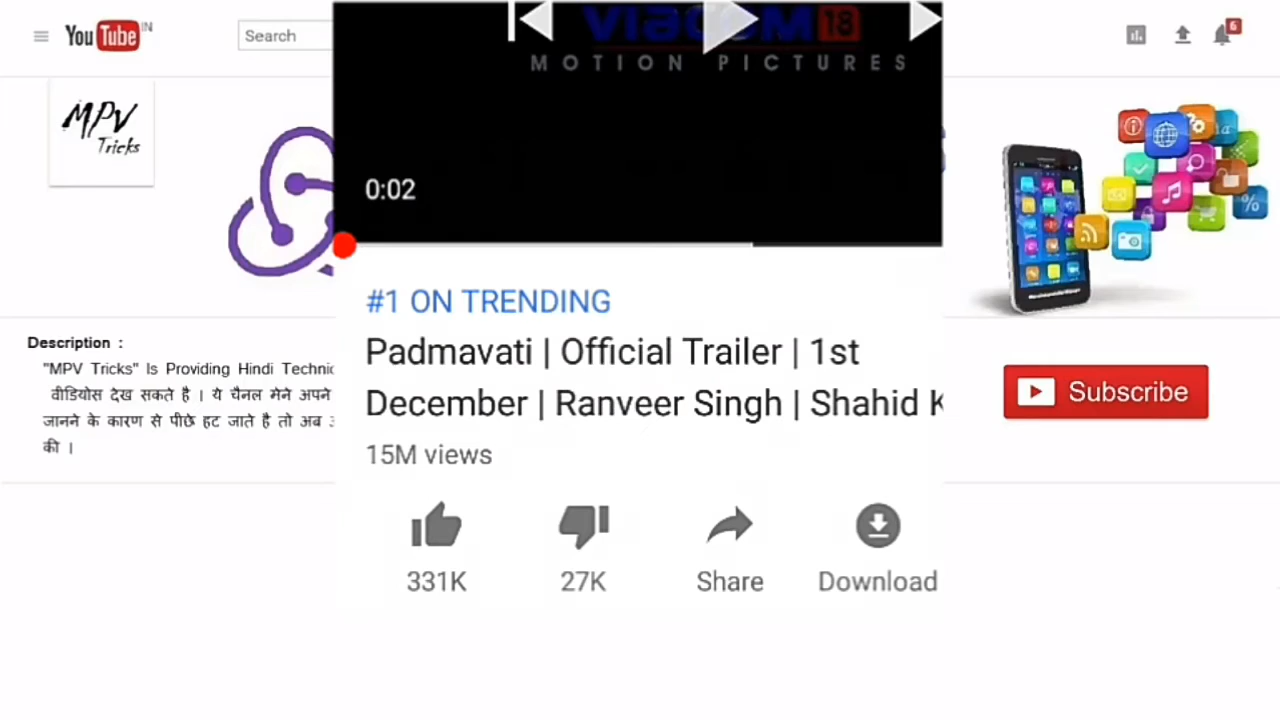 YouTube IN
Search
6
VIACOM 18
MOTION PICTURES
MPV
Tricks
0:02
#1 ON TRENDING
Padmavati | Official Trailer | 1st
December | Ranveer Singh | Shahid K
15M views
331K
27K
Share
Download
Description :
"MPV Tricks" Is Providing Hindi Technic
वीडियोस देख सकते है । ये चैनल मेने अपने
जानने के कारण से पीछे हट जाते है तो अब
की ।
Subscribe